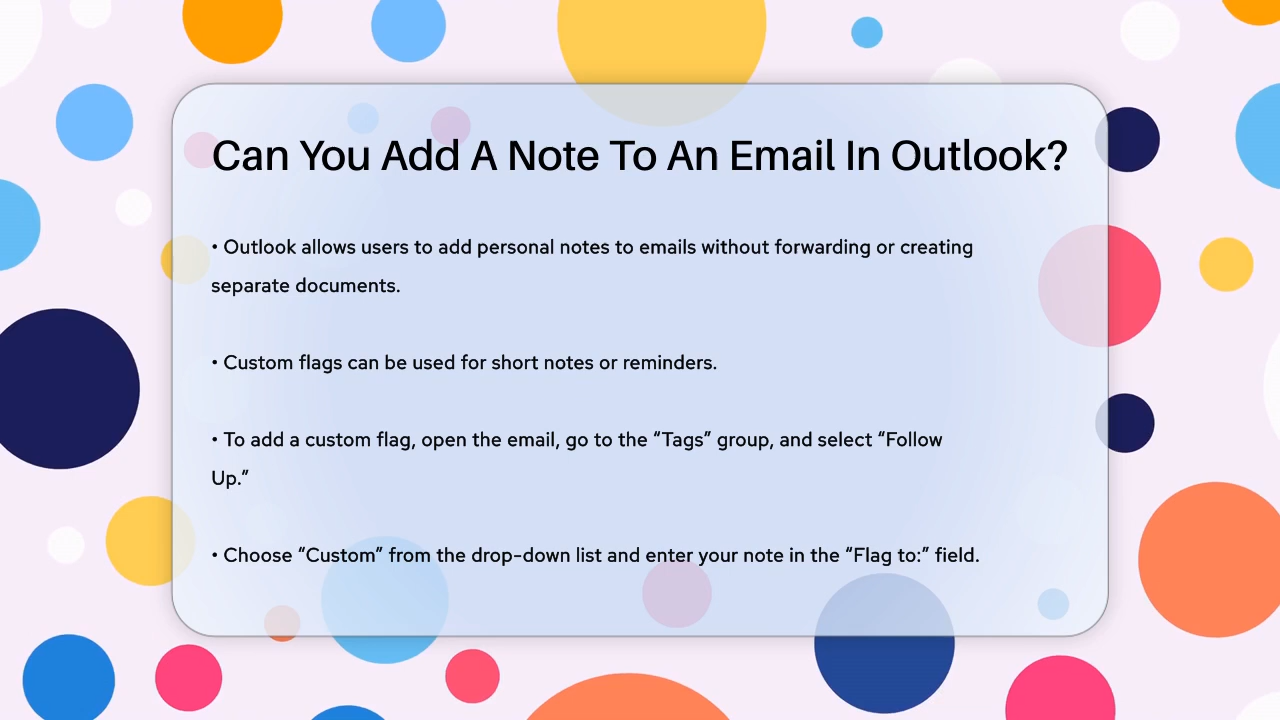 Can You Add A Note To An Email In Outlook?
• Outlook allows users to add personal notes to emails without forwarding or creating
separate documents.
• Custom flags can be used for short notes or reminders.
• To add a custom flag, open the email, go to the “Tags” group, and select “Follow
Up.”
• Choose “Custom” from the drop-down list and enter your note in the “Flag to:” field.